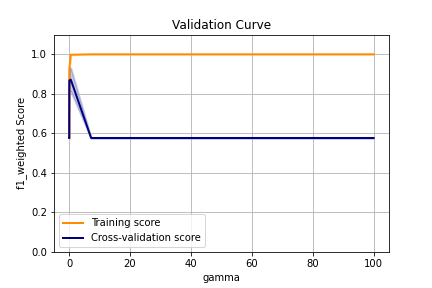 Validation Curve
1.0
0.8
0.6
0.4
0.2
0.0
f1_weighted Score
Training score
Cross-validation score
0 20 40 60 80 100
gamma